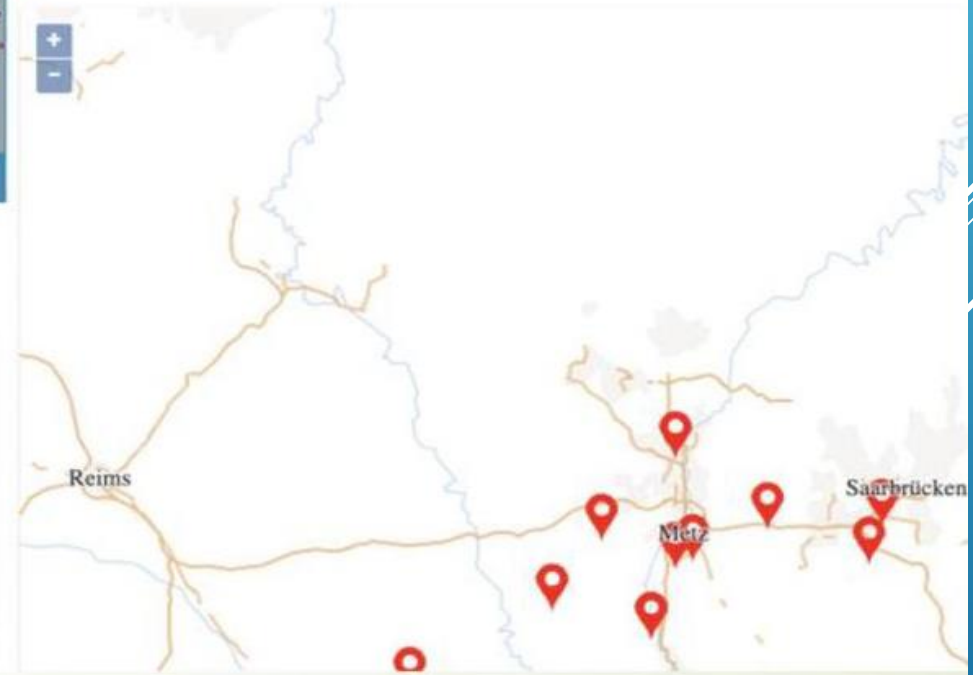 +
−
Reims
Saarbrücken
Metz